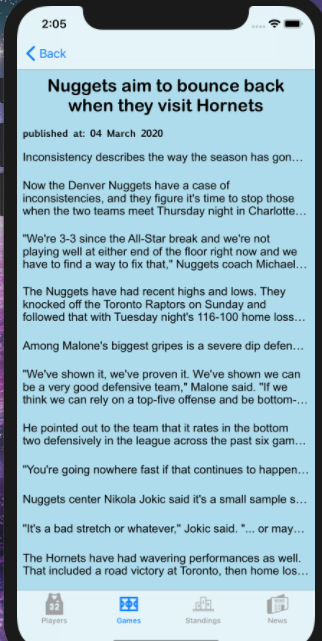 2:05
Back
Nuggets aim to bounce back
when they visit Hornets
published at: 04 March 2020
Inconsistency describes the way the season has gon...
Now the Denver Nuggets have a case of
inconsistencies, and they figure it's time to stop those
when the two teams meet Thursday night in Charlotte...
"We're 3-3 since the All-Star break and we're not
playing well at either end of the floor right now and we
have to find a way to fix that," Nuggets coach Michael...
The Nuggets have had recent highs and lows. They
knocked off the Toronto Raptors on Sunday and
followed that with Tuesday night's 116-100 home loss...
Among Malone's biggest gripes is a severe dip defen...
"We've shown it, we've proven it. We've shown we can
be a very good defensive team," Malone said. "If we
think we can rely on a top-five offense and be bottom-...
He pointed out to the team that it rates in the bottom
two defensively in the league across the past six gam...
"You're going nowhere fast if that continues to happen...
Nuggets center Nikola Jokic said it's a small sample s...
"It's a bad stretch or whatever," Jokic said. "... or may...
The Hornets have had wavering performances as well.
That included a road victory at Toronto, then home los...
32
Players
Games
Standings
News